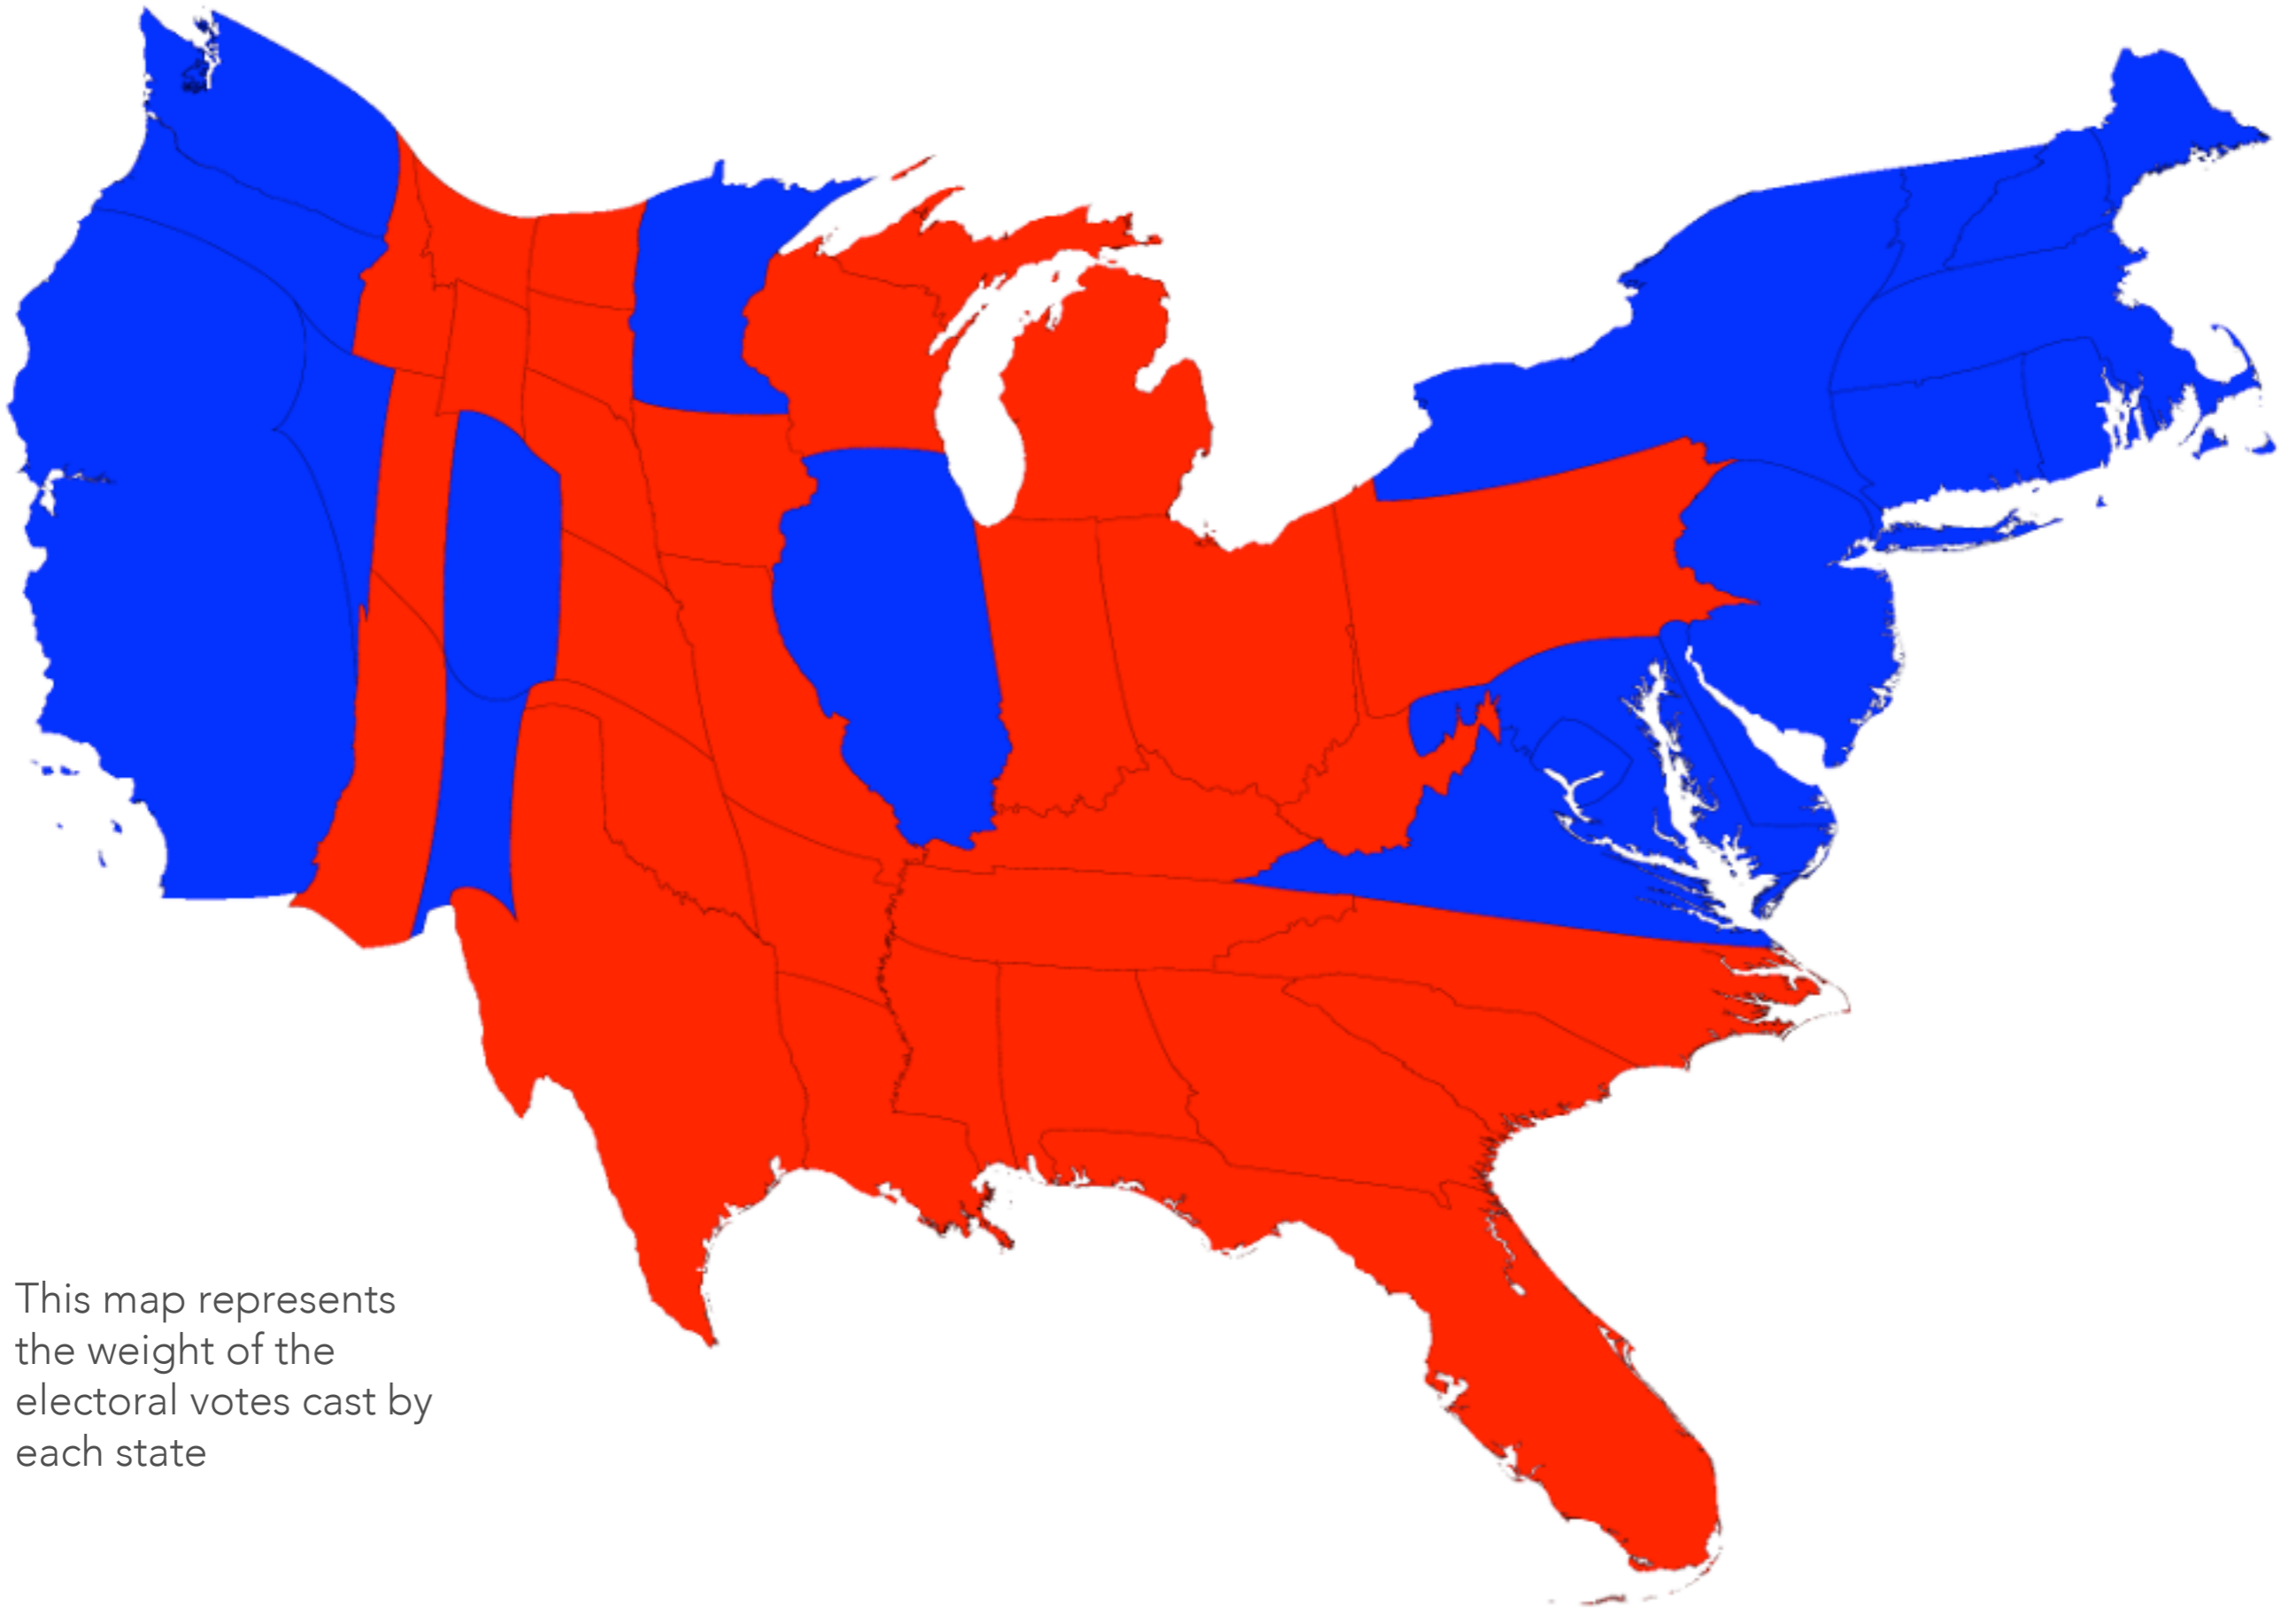 This map represents
the weight of the
electoral votes cast by
each state